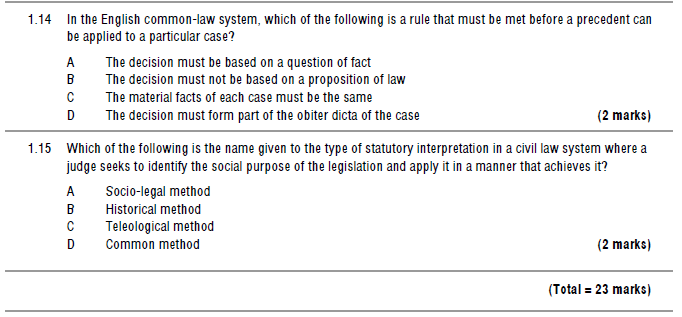 1.14 In the English common-law system, which of the following is a rule that must be met before a precedent can
be applied to a particular case?
A The decision must be based on a question of fact
B The decision must not be based on a proposition of law
C The material facts of each case must be the same
D The decision must form part of the obiter dicta of the case (2 marks)
1.15 Which of the following is the name given to the type of statutory interpretation in a civil law system where a
judge seeks to identify the social purpose of the legislation and apply it in a manner that achieves it?
A Socio-legal method
B Historical method
C Teleological method
D Common method (2 marks)
(Total = 23 marks)